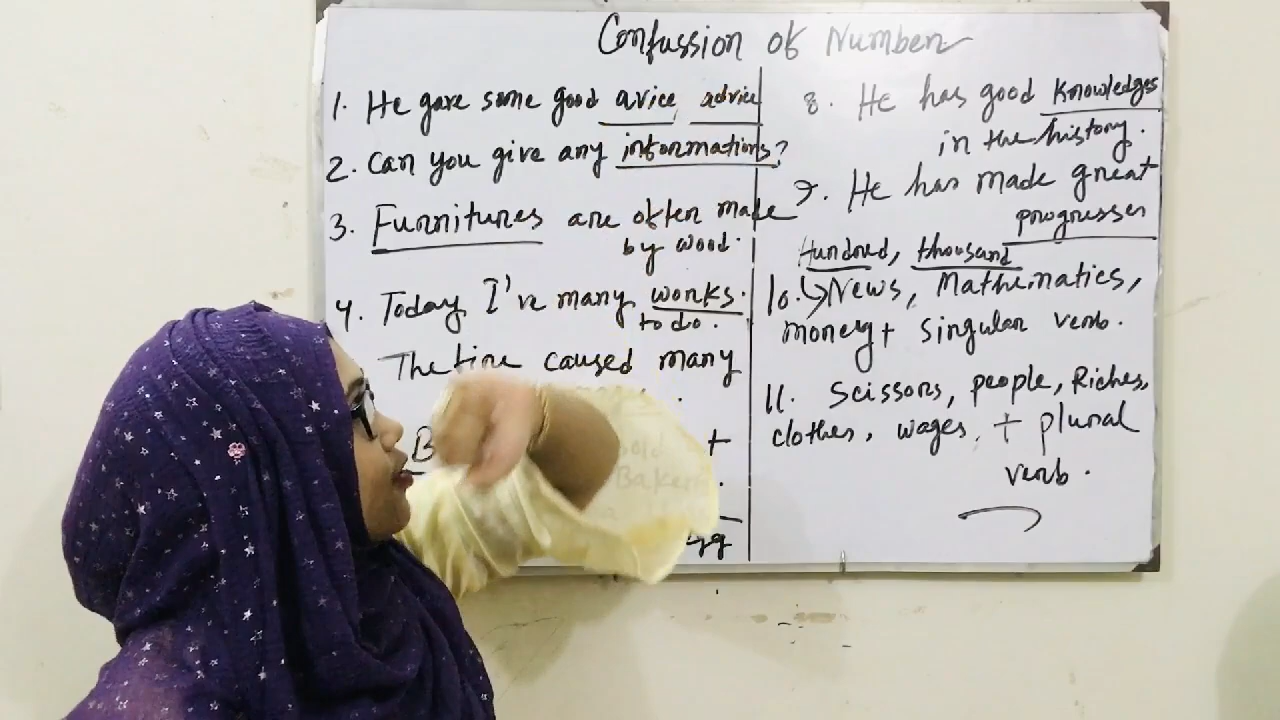 Confussion of Number
1. He gave some good avice, advice
2. Can you give any informations?
3. Furnitures are often made
by wood.
4. Today I've many works.
to do.
The fire caused many
B
sold +
Baker
8. He has good knowledges
in the history.
9. He has made great
progresses
Hundred, thousand
10. ↳ News, Mathematics,
money + singular verb.
11. Scissors, people, Riches,
clothes, wages, + plural
verb.